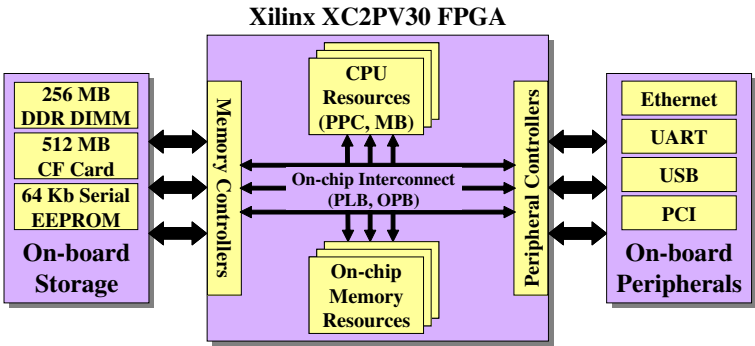 Xilinx XC2PV30 FPGA
256 MB
DDR DIMM
512 MB
CF Card
64 Kb Serial
EEPROM
On-board
Storage
Memory Controllers
CPU
Resources
(PPC, MB)
On-chip Interconnect
(PLB, OPB)
On-chip
Memory
Resources
Peripheral Controllers
Ethernet
UART
USB
PCI
On-board
Peripherals